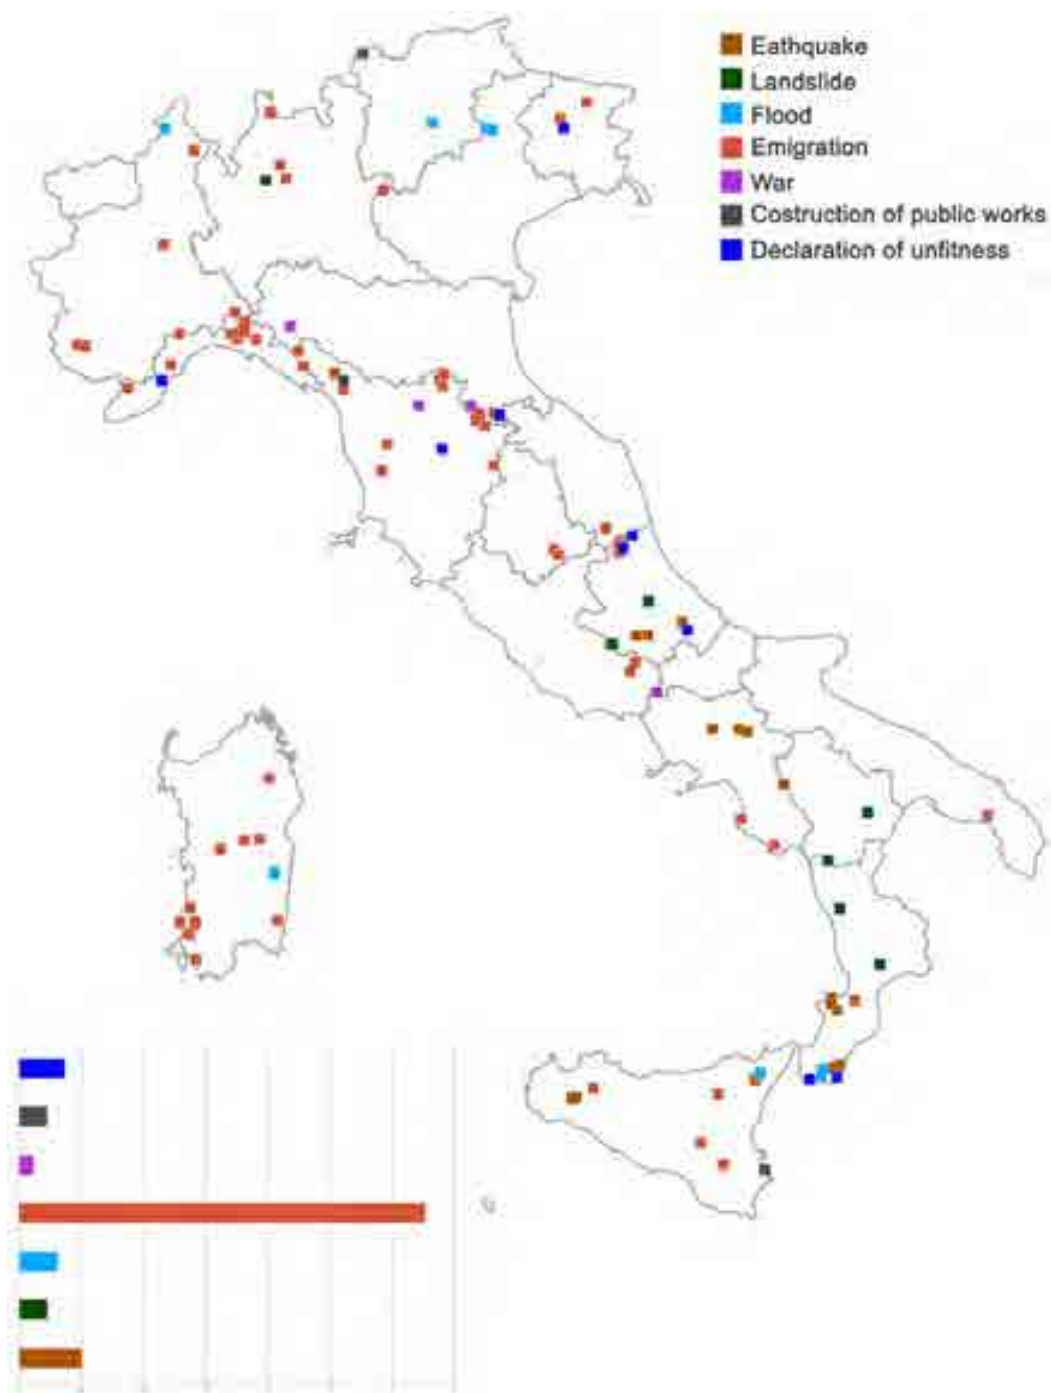 Eathquake
Landslide
Flood
Emigration
War
Costruction of public works
Declaration of unfitness